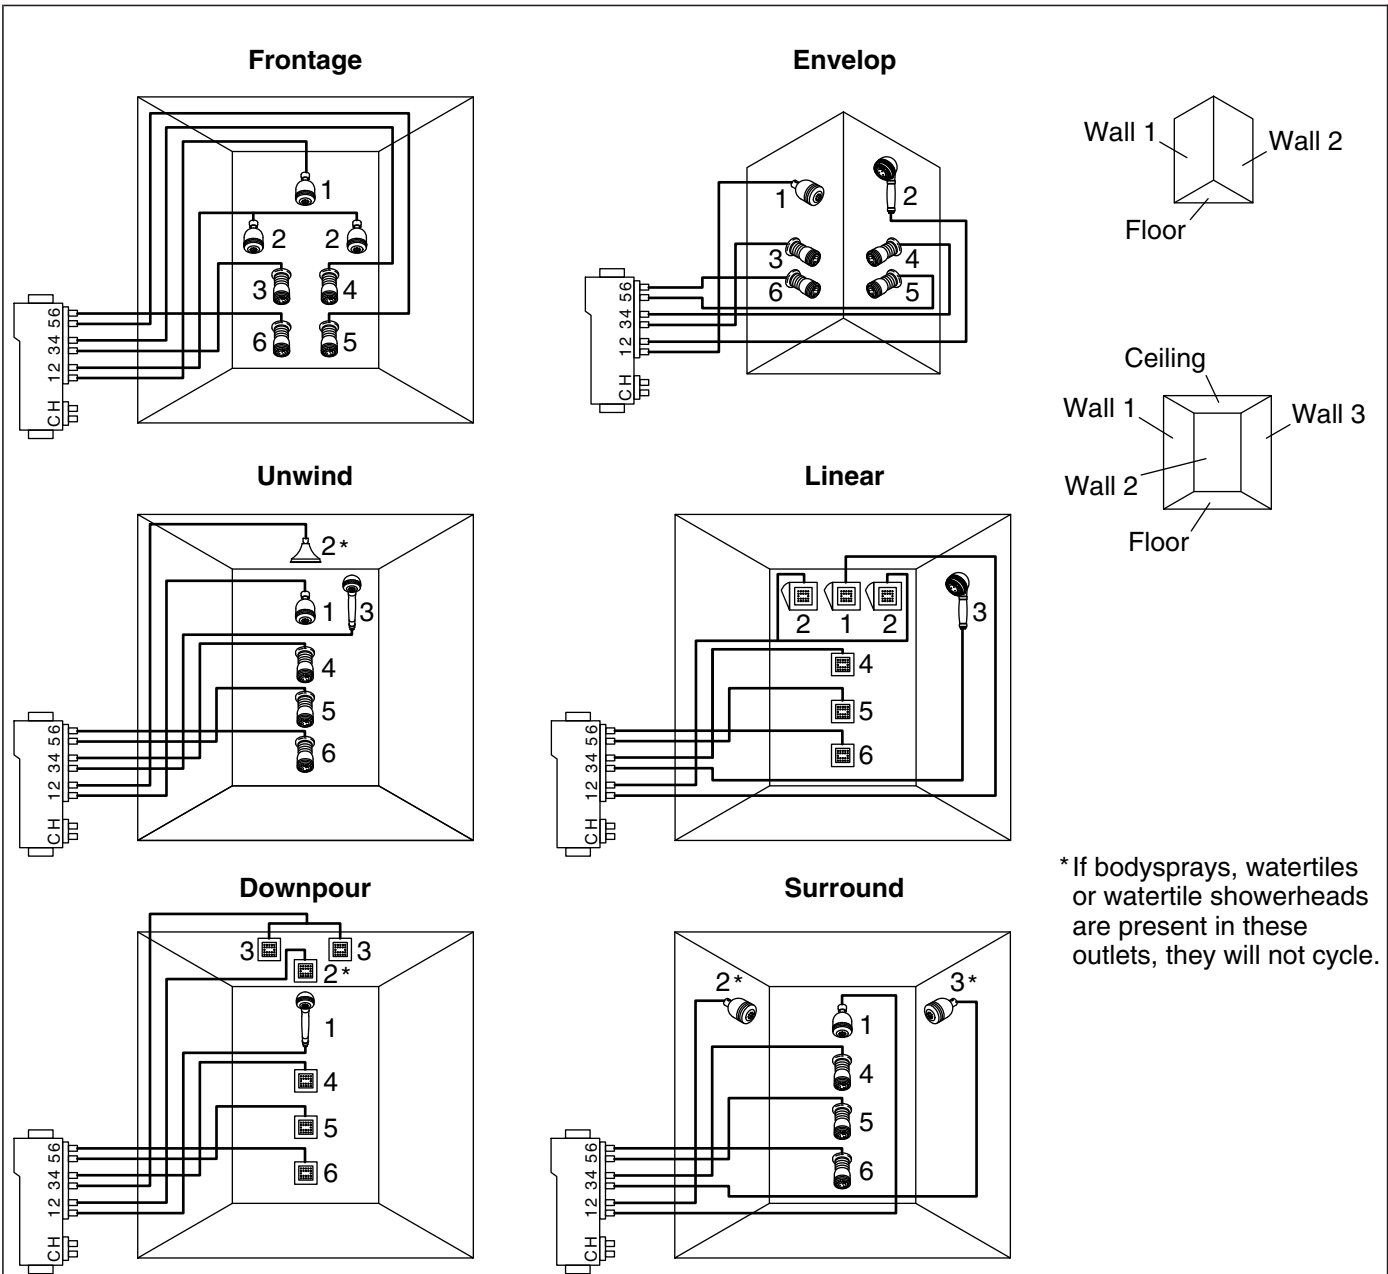 Frontage
1
2
2
3
4
6
5
56
34
12
CH
Envelop
1
2
3
4
6
5
56
34
12
CH
Wall 1
Wall 2
Floor
Ceiling
Wall 1
Wall 3
Wall 2
Floor
Unwind
2*
1
3
4
5
6
56
34
12
CH
Linear
2
1
2
3
4
5
6
56
34
12
CH
Downpour
3
3
2*
1
4
5
6
56
34
12
CH
Surround
2*
3*
1
4
5
6
56
34
12
CH
*If bodysprays, watertiles
or watertile showerheads
are present in these
outlets, they will not cycle.